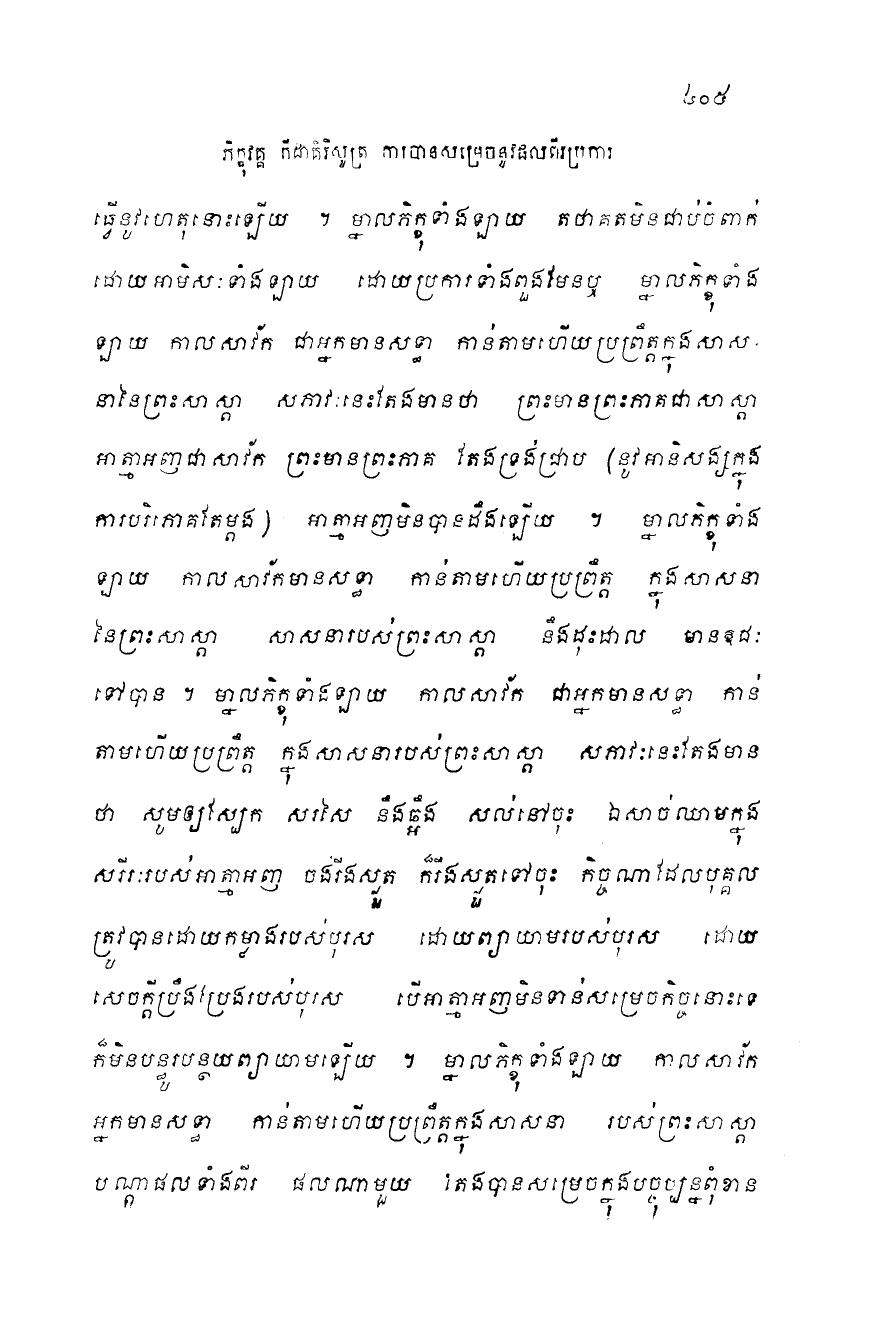 ៤០៥
ភិក្ខុវគ្គ កីដាគិរិសូត្រ ការបានសម្រេចនូវផលពីរប្រការ
ធ្វើនូវហេតុនោះឡើយ ។ ម្នាលភិក្ខុទាំងឡាយ តថាគតមិនជាប់ចំពាក់
ដោយអាមិសៈទាំងឡាយ ដោយប្រការទាំងពួងមែនឬ ម្នាលភិក្ខុទាំង
ឡាយ កាលសាវ័ក ជាអ្នកមានសទ្ធា កាន់តាមហើយប្រព្រឹត្តក្នុងសាស-
នានៃព្រះសាស្តា សភាវៈនេះតែងមានថា ព្រះមានព្រះភាគជាសាស្តា
អាត្មាអញជាសាវ័ក ព្រះមានព្រះភាគ តែងទ្រង់ជ្រាប (នូវអានិសង្សក្នុង
ការបរិភោគតែម្តង) អាត្មាអញមិនបានដឹងឡើយ ។ ម្នាលភិក្ខុទាំង
ឡាយ កាលសាវ័កមានសទ្ធា កាន់តាមហើយប្រព្រឹត្ត ក្នុងសាសនា
នៃព្រះសាស្តា សាសនារបស់ព្រះសាស្តា នឹងដុះដាល មានឱជៈ
ទៅបាន ។ ម្នាលភិក្ខុទាំងឡាយ កាលសាវ័ក ជាអ្នកមានសទ្ធា កាន់
តាមហើយប្រព្រឹត្ត ក្នុងសាសនារបស់ព្រះសាស្តា សភាវៈនេះតែងមាន
ថា សូមឲ្យស្បែក សរសៃ នឹងឆ្អឹង សល់នៅចុះ ឯសាច់ឈាមក្នុង
សរីរៈរបស់អាត្មាអញ ចង់រីងស្ងួត ក៏រីងស្ងួតទៅចុះ កិច្ចណាដែលបុគ្គល
ត្រូវបានដោយកម្លាំងរបស់បុរស ដោយព្យាយាមរបស់បុរស ដោយ
សេចក្តីប្រឹងប្រែងរបស់បុរស បើអាត្មាអញមិនទាន់សម្រេចកិច្ចនោះទេ
ក៏មិនបន្ធូរបន្ថយព្យាយាមឡើយ ។ ម្នាលភិក្ខុទាំងឡាយ កាលសាវ័ក
អ្នកមានសទ្ធា កាន់តាមហើយប្រព្រឹត្តក្នុងសាសនា របស់ព្រះសាស្តា
បណ្តាផលទាំងពីរ ផលណាមួយ តែងបានសម្រេចក្នុងបច្ចុប្បន្នពុំខាន